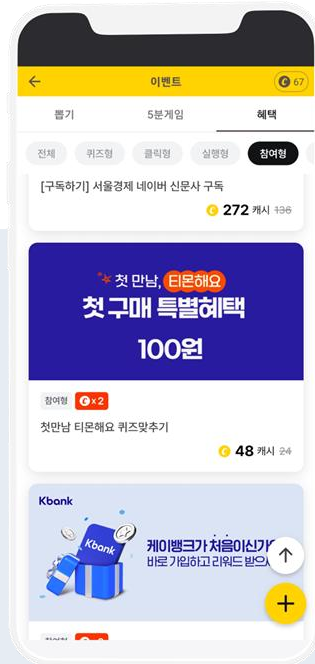 이벤트
67
뽑기
5분게임
혜택
전체
퀴즈형
클릭형
실행형
참여형
[구독하기] 서울경제 네이버 신문사 구독
272 캐시 136
첫 만남, 티몬해요
첫 구매 특별혜택
100원
참여형
x2
첫만남 티몬해요 퀴즈맞추기
48 캐시 24
Kbank
Kbank
케이뱅크가 처음이신가요
바로 가입하고 리워드 받으